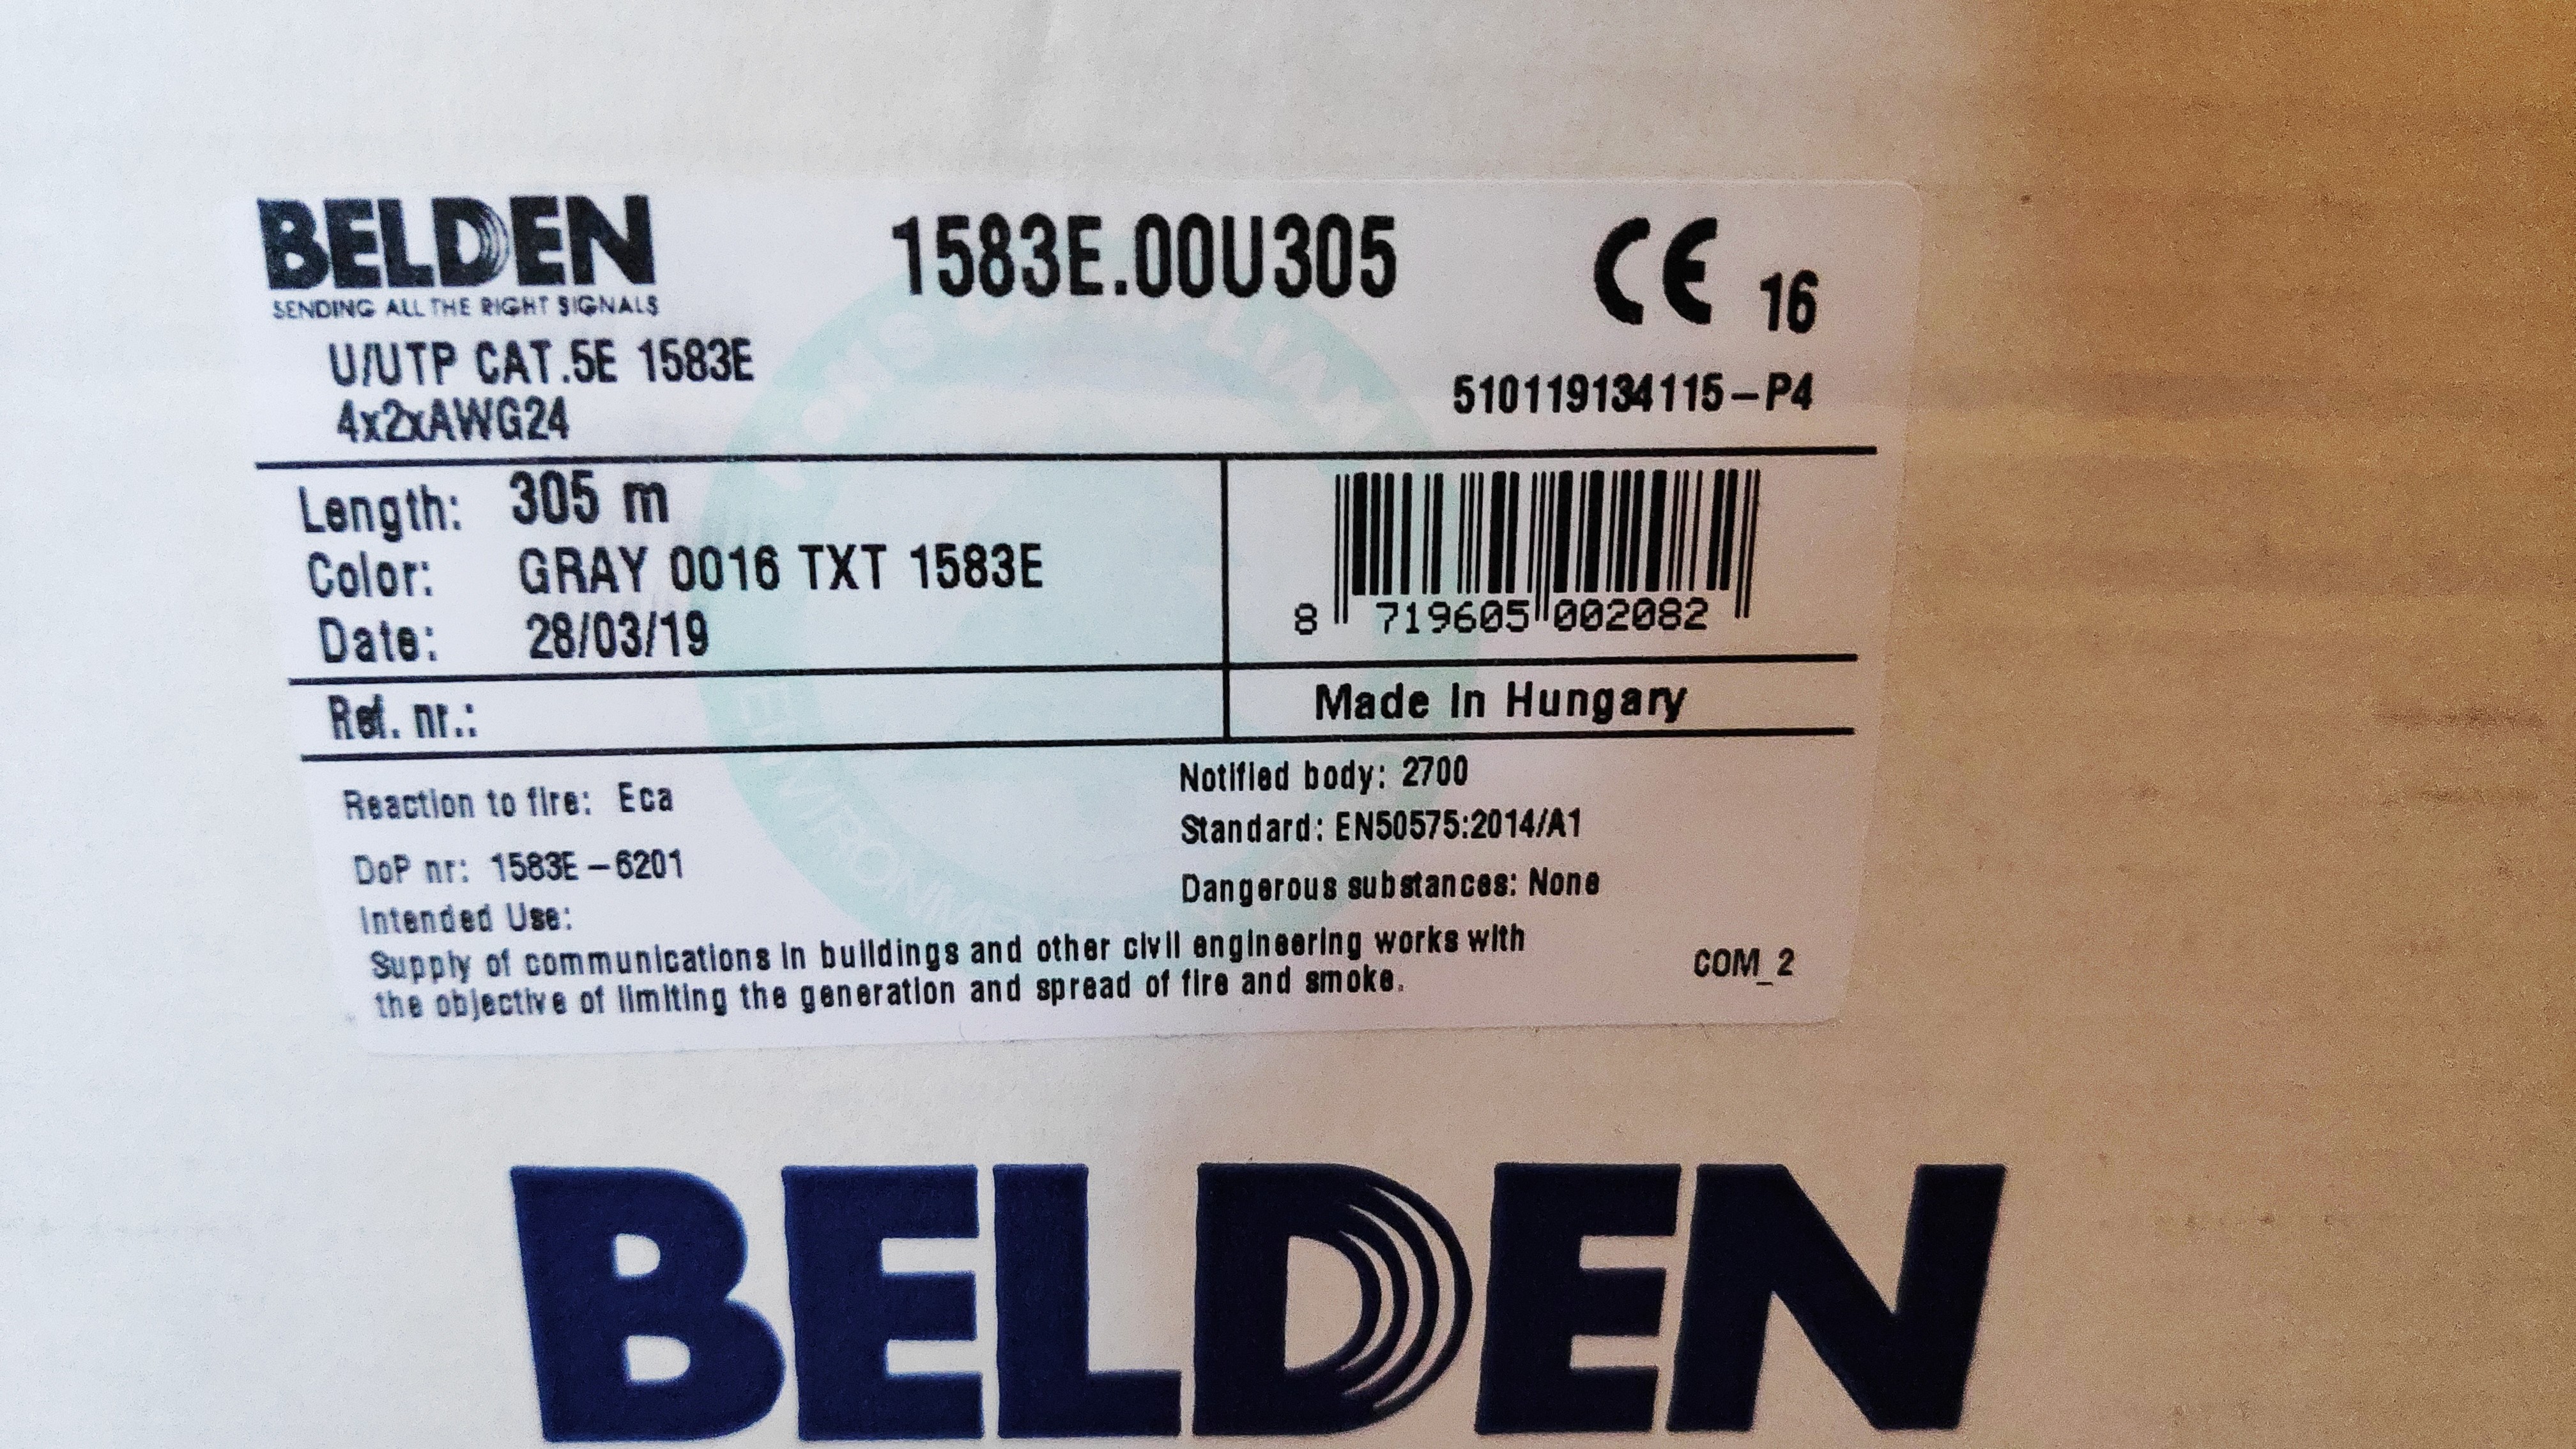 BELDEN
SENDING ALL THE RIGHT SIGNALS
1583E.00U305
CE 16
U/UTP CAT.5E 1583E
4x2xAWG24
510119134115-P4
Length: 305 m
Color: GRAY 0016 TXT 1583E
Date: 28/03/19
8 719605 002082
Ref. nr.:
Made In Hungary
Reaction to fire: Eca
DoP nr: 1583E-6201
Notified body: 2700
Standard: EN50575:2014/A1
Dangerous substances: None
Intended Use:
Supply of communications in buildings and other civil engineering works with
the objective of limiting the generation and spread of fire and smoke.
COM_2
BELDEN